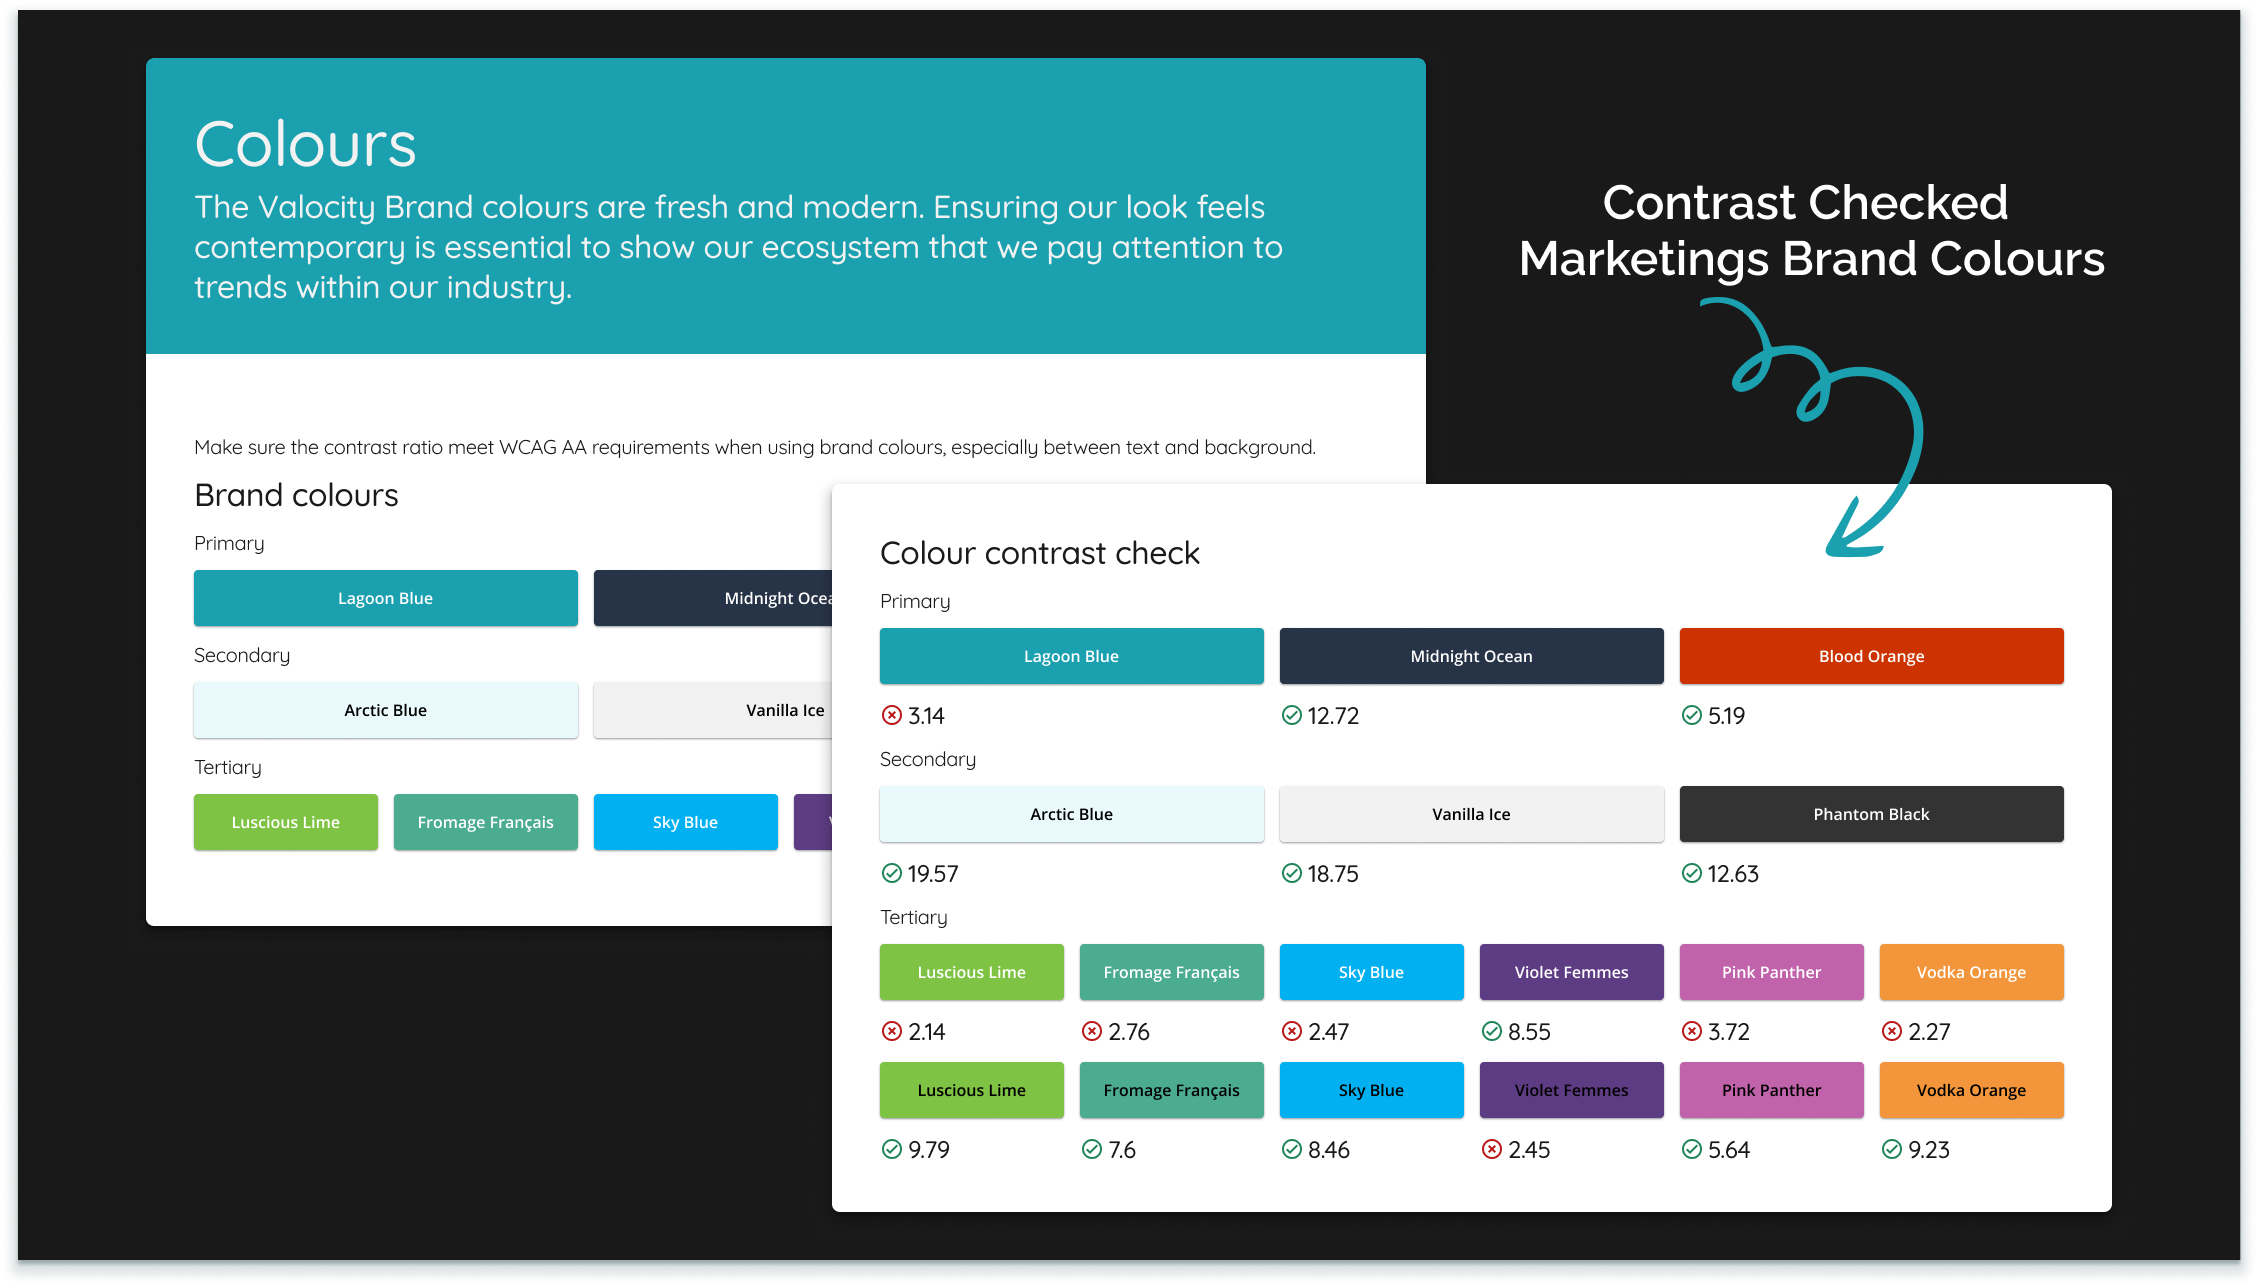 Colours
The Valocity Brand colours are fresh and modern. Ensuring our look feels
contemporary is essential to show our ecosystem that we pay attention to
trends within our industry.
Make sure the contrast ratio meet WCAG AA requirements when using brand colours, especially between text and background.
Brand colours
Primary
Lagoon Blue
Midnight Ocea
Secondary
Arctic Blue
Vanilla Ice
Tertiary
Luscious Lime
Fromage Français
Sky Blue
Contrast Checked
Marketings Brand Colours
Colour contrast check
Primary
Lagoon Blue
Midnight Ocean
Blood Orange
3.14
12.72
5.19
Secondary
Arctic Blue
Vanilla Ice
Phantom Black
19.57
18.75
12.63
Tertiary
Luscious Lime
Fromage Français
Sky Blue
Violet Femmes
Pink Panther
Vodka Orange
2.14
2.76
2.47
8.55
3.72
2.27
Luscious Lime
Fromage Français
Sky Blue
Violet Femmes
Pink Panther
Vodka Orange
9.79
7.6
8.46
2.45
5.64
9.23